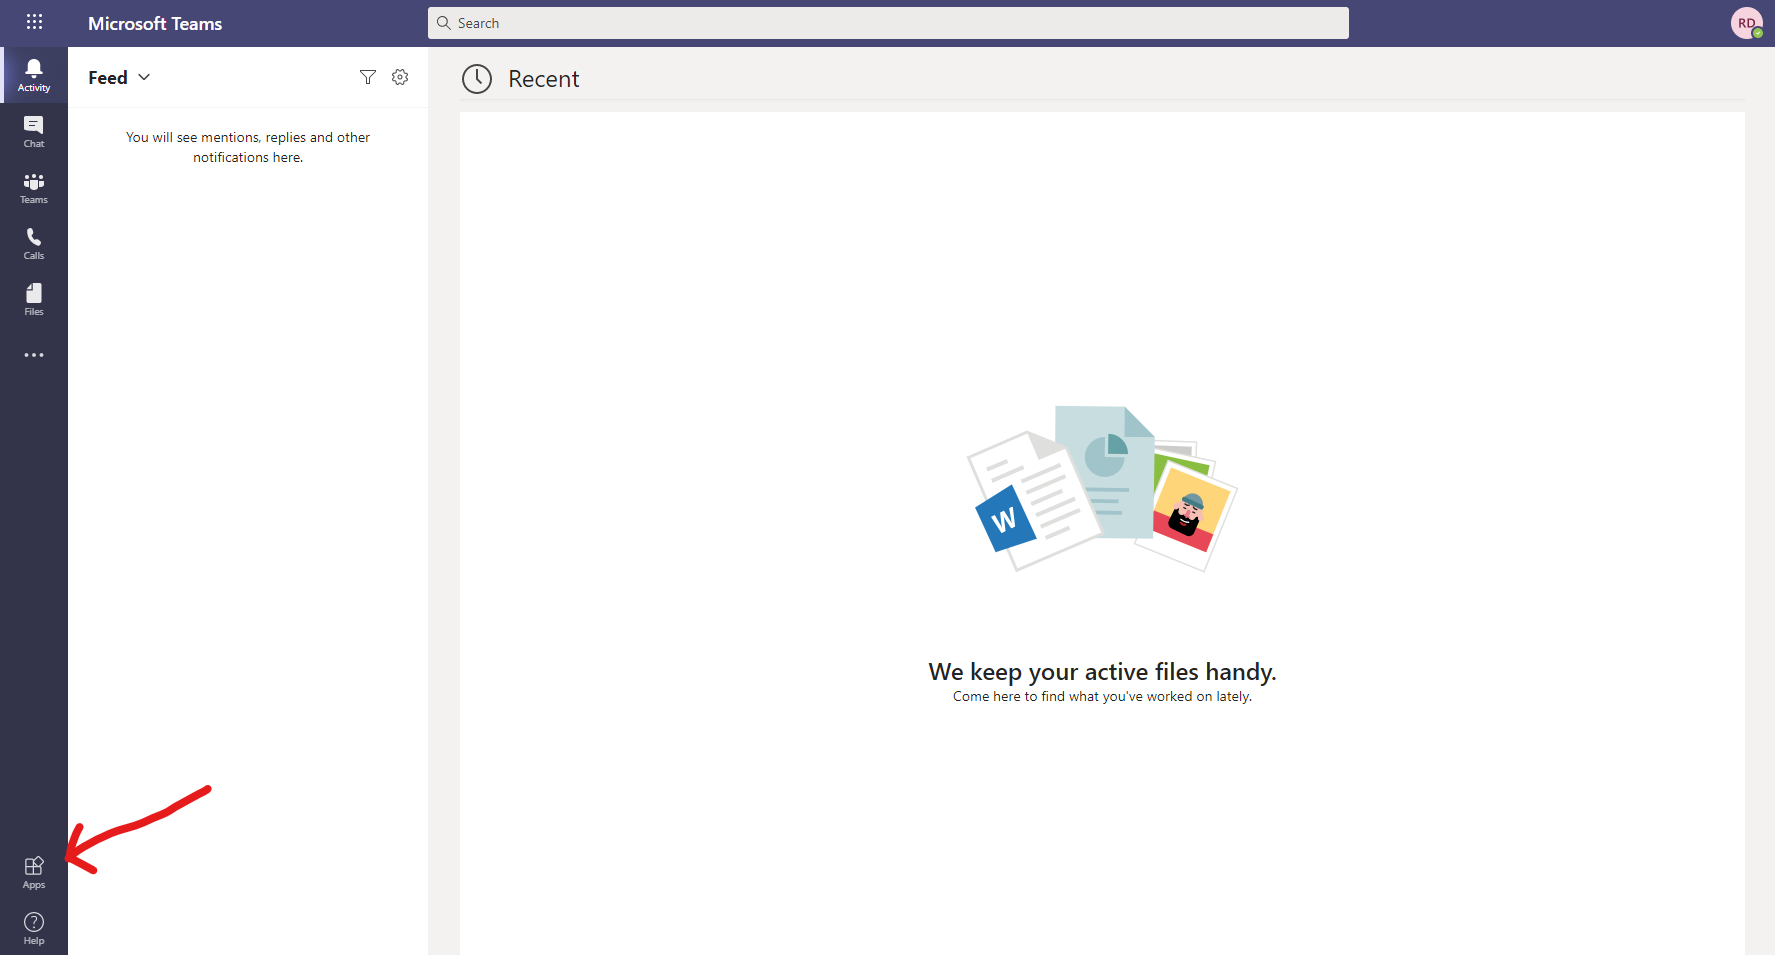 Microsoft Teams
Search
RD
Activity
Chat
Teams
Calls
Files
Apps
Help
Feed
You will see mentions, replies and other
notifications here.
Recent
W
We keep your active files handy.
Come here to find what you've worked on lately.